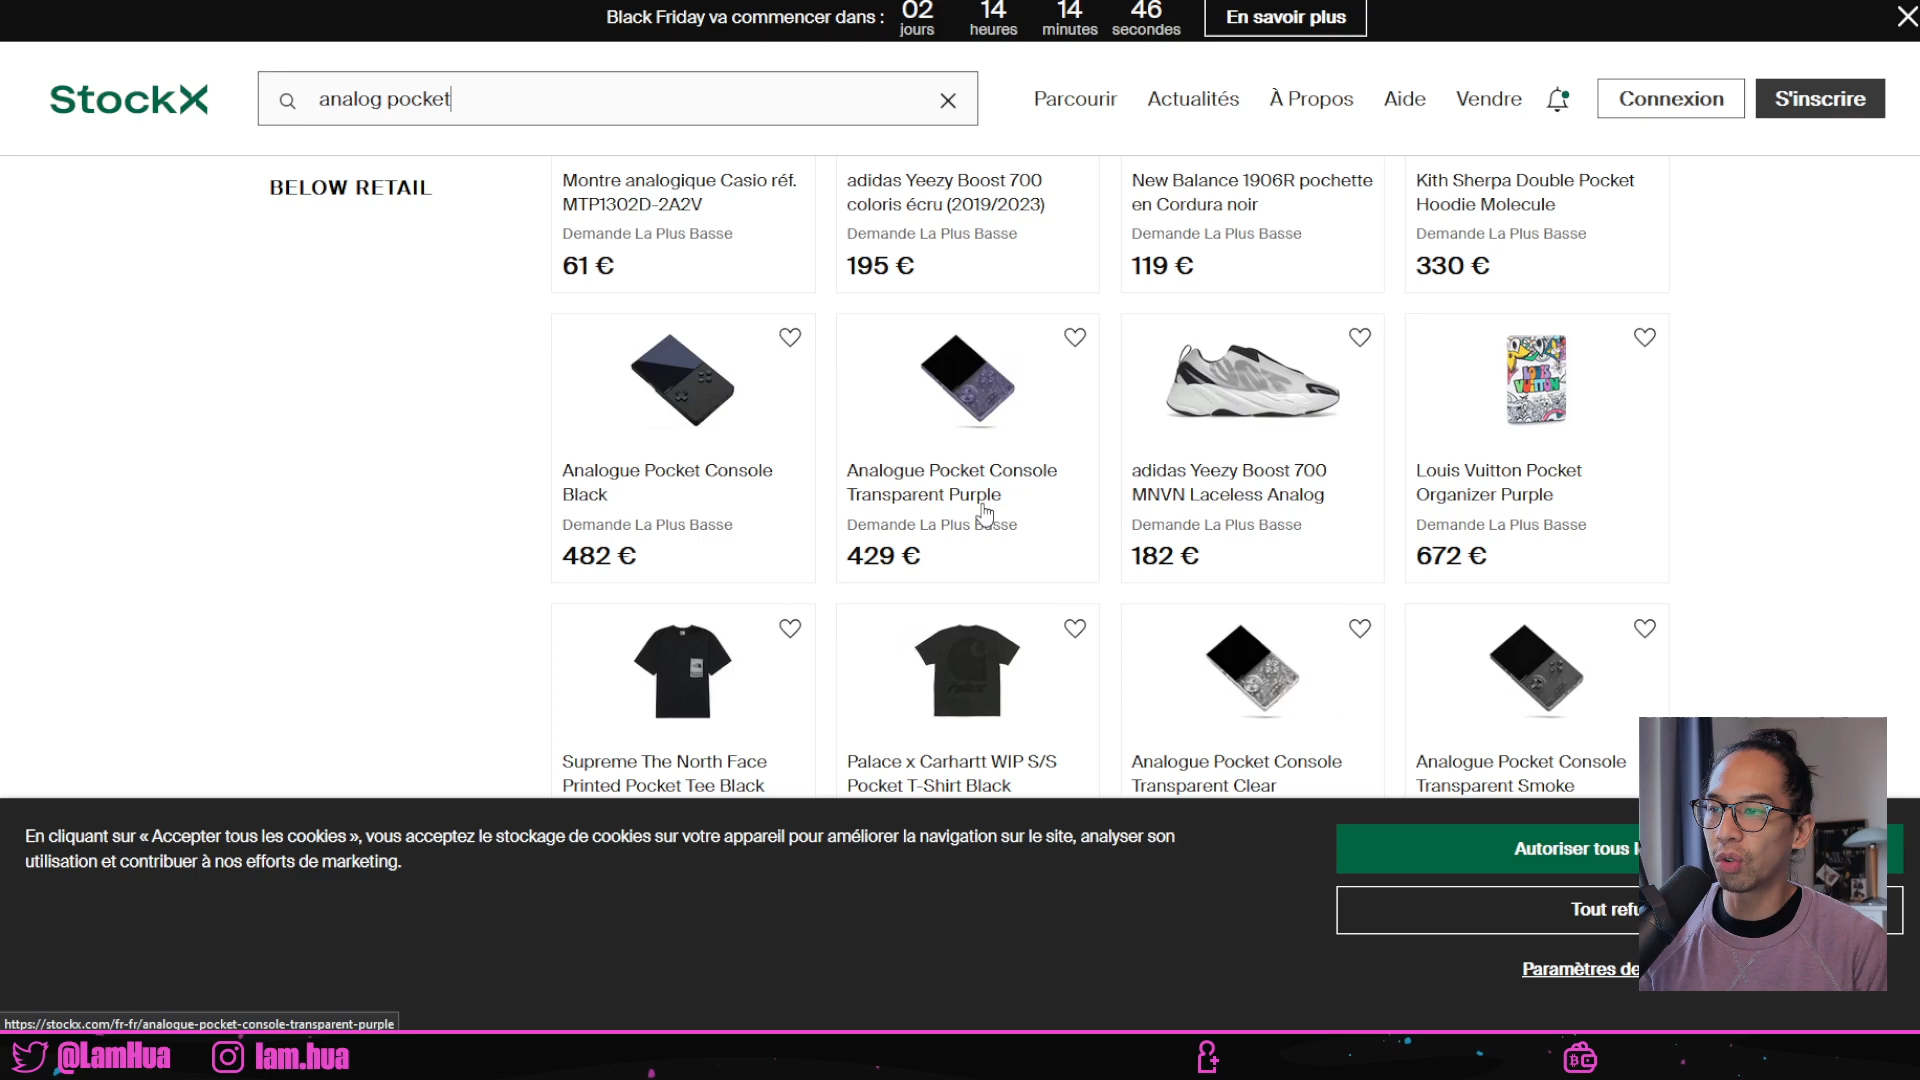 Black Friday va commencer dans : 02 14 14 46
jours heures minutes secondes
En savoir plus
StockX
analog pocket
Parcourir Actualités À Propos Aide Vendre
Connexion
S'inscrire
BELOW RETAIL
Montre analogique Casio réf.
MTP1302D-2A2V
Demande La Plus Basse
61 €
adidas Yeezy Boost 700
coloris écru (2019/2023)
Demande La Plus Basse
195 €
New Balance 1906R pochette
en Cordura noir
Demande La Plus Basse
119 €
Kith Sherpa Double Pocket
Hoodie Molecule
Demande La Plus Basse
330 €
Analogue Pocket Console
Black
Demande La Plus Basse
482 €
Analogue Pocket Console
Transparent Purple
Demande La Plus Basse
429 €
adidas Yeezy Boost 700
MNVN Laceless Analog
Demande La Plus Basse
182 €
LOUIS
VUITTON
Louis Vuitton Pocket
Organizer Purple
Demande La Plus Basse
672 €
Supreme The North Face
Printed Pocket Tee Black
Palace x Carhartt WIP S/S
Pocket T-Shirt Black
Analogue Pocket Console
Transparent Clear
Analogue Pocket Console
Transparent Smoke
En cliquant sur « Accepter tous les cookies », vous acceptez le stockage de cookies sur votre appareil pour améliorer la navigation sur le site, analyser son
utilisation et contribuer à nos efforts de marketing.
Autoriser tous l
Tout refu
Paramètres de
https://stockx.com/fr-fr/analogue-pocket-console-transparent-purple
@LamHua
lam.hua